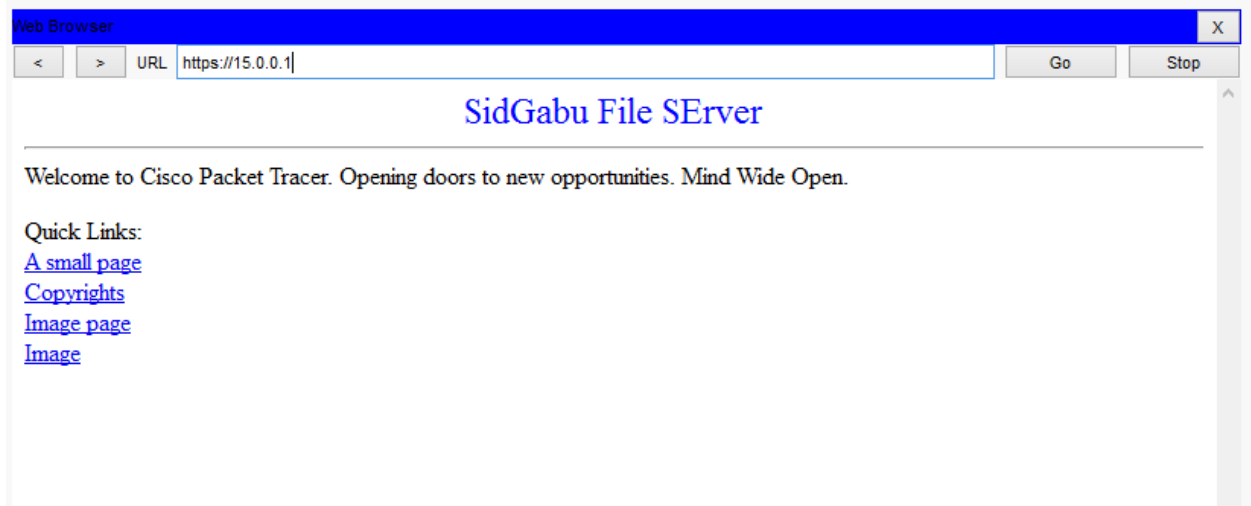 Web Browser X
< > URL https://15.0.0.1 Go Stop
SidGabu File SErver
Welcome to Cisco Packet Tracer. Opening doors to new opportunities. Mind Wide Open.
Quick Links:
A small page
Copyrights
Image page
Image